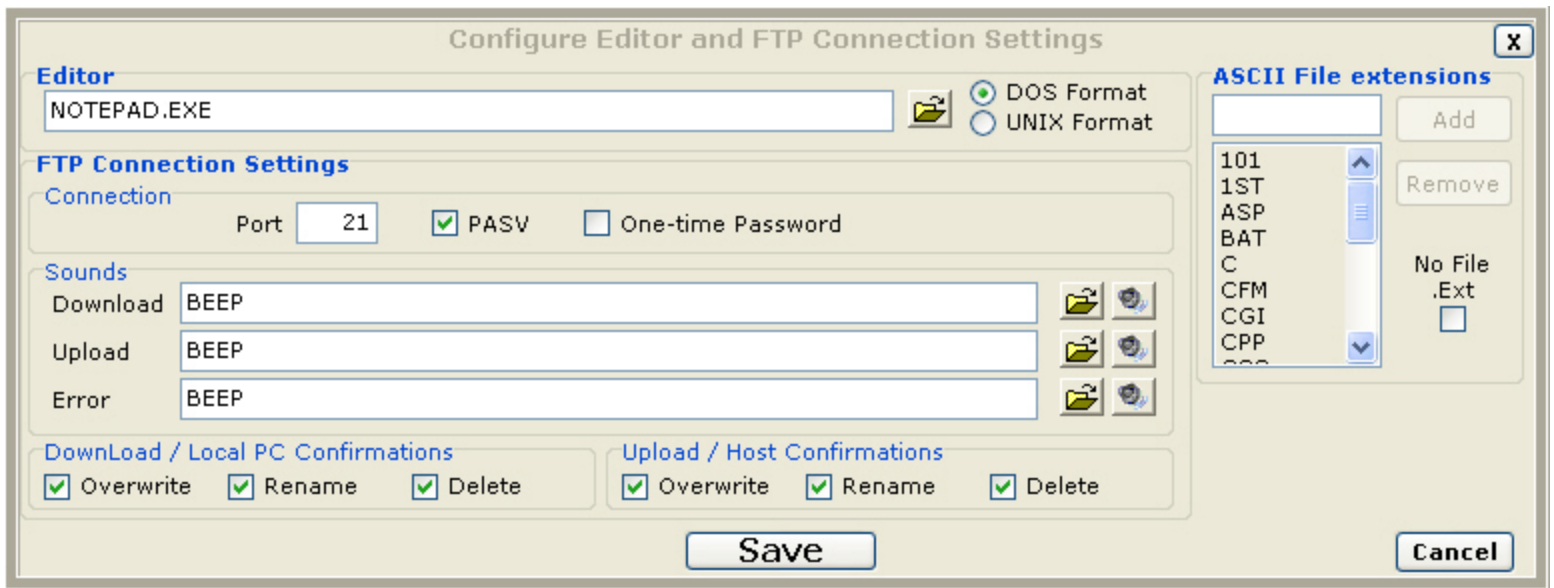 Configure Editor and FTP Connection Settings
X
Editor
NOTEPAD.EXE
DOS Format
UNIX Format
FTP Connection Settings
Connection
Port 21 PASV One-time Password
Sounds
Download BEEP
Upload BEEP
Error BEEP
DownLoad / Local PC Confirmations
Overwrite Rename Delete
Upload / Host Confirmations
Overwrite Rename Delete
ASCII File extensions
Add
Remove
101
1ST
ASP
BAT
C
CFM
CGI
CPP
No File
.Ext
Save
Cancel